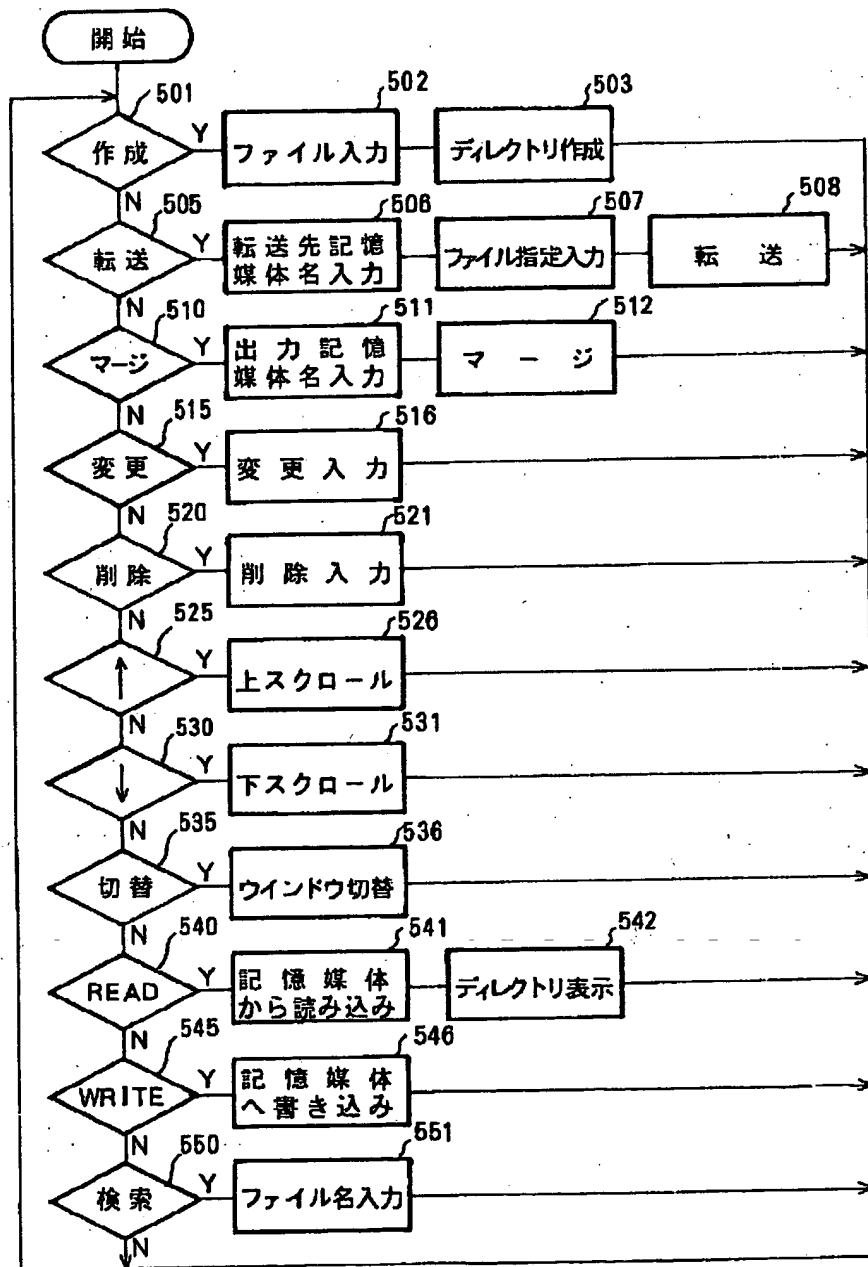 開始
501
502
503
作成
Y
ファイル入力
ディレクトリ作成
N
505
506
507
508
転送
Y
転送先記憶
媒体名入力
ファイル指定入力
転送
N
510
511
512
マージ
Y
出力記憶
媒体名入力
マージ
N
515
516
変更
Y
変更入力
N
520
521
削除
Y
削除入力
N
525
526
↑
Y
上スクロール
N
530
531
↓
Y
下スクロール
N
535
536
切替
Y
ウインドウ切替
N
540
541
542
READ
Y
記憶媒体
から読み込み
ディレクトリ表示
N
545
546
WRITE
Y
記憶媒体
へ書き込み
N
550
551
検索
Y
ファイル名入力
N